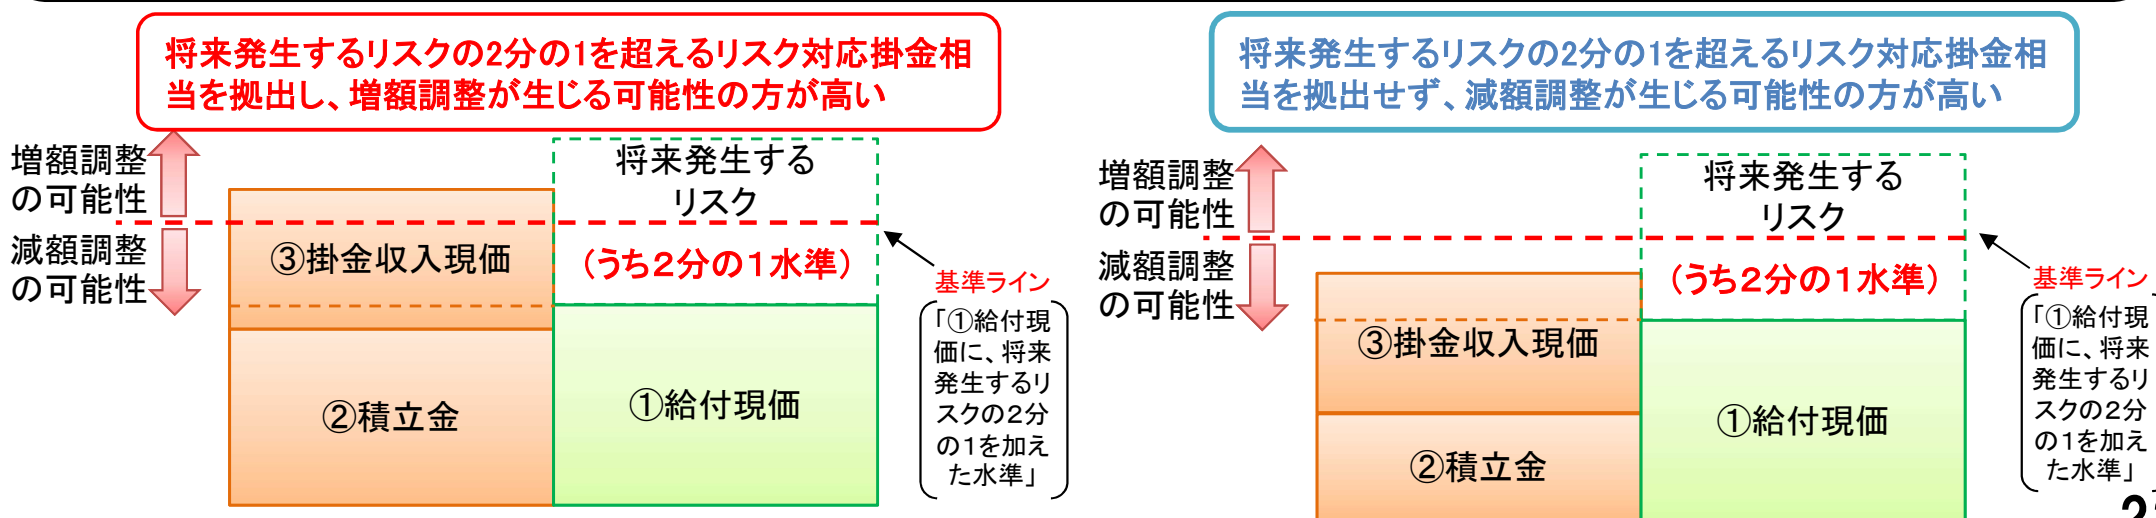 将来発生するリスクの2分の1を超えるリスク対応掛金相
当を拠出し、増額調整が生じる可能性の方が高い
増額調整
の可能性
減額調整
の可能性
将来発生する
リスク
(うち2分の1水準)
③掛金収入現価
②積立金
①給付現価
基準ライン
「①給付現
価に、将来
発生するリ
スクの2分
の1を加え
た水準」
将来発生するリスクの2分の1を超えるリスク対応掛金相
当を拠出せず、減額調整が生じる可能性の方が高い
増額調整
の可能性
減額調整
の可能性
将来発生する
リスク
(うち2分の1水準)
③掛金収入現価
②積立金
①給付現価
基準ライン
「①給付現
価に、将来
発生するリ
スクの2分
の1を加え
た水準」